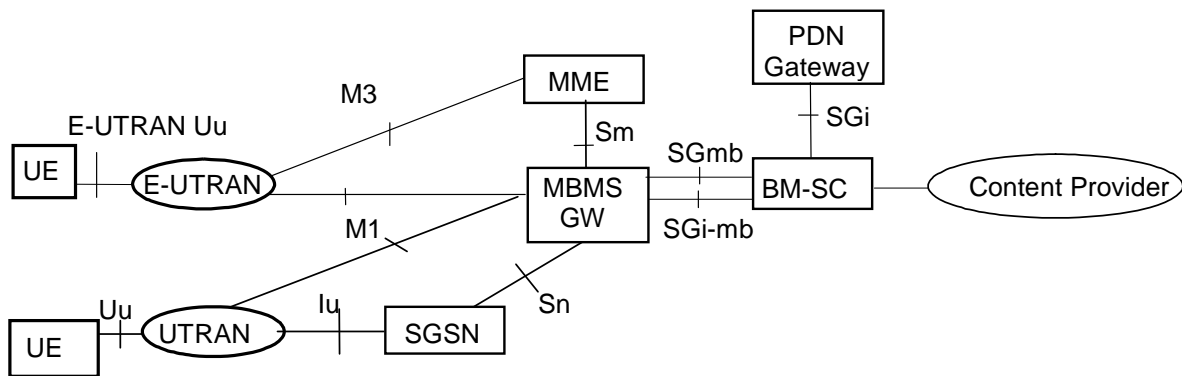 PDN
Gateway
MME
M3
SGi
E-UTRAN Uu
Sm
SGmb
UE
E-UTRAN
MBMS
GW
BM-SC
Content Provider
M1
SGi-mb
Uu
Iu
Sn
UE
UTRAN
SGSN